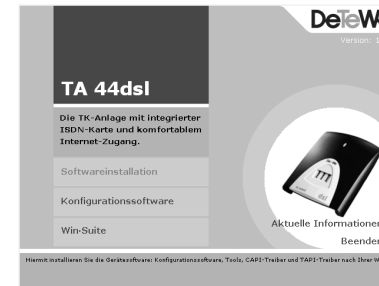 DeTeW
Version: 1
TA 44dsl
Die TK-Anlage mit integrierter
ISDN-Karte und komfortablem
Internet-Zugang.
Softwareinstallation
Konfigurationssoftware
Win-Suite
Aktuelle Informationen
Beenden
Hiermit installieren Sie die Gerätesoftware: Konfigurationssoftware, Tools, CAPI-Treiber und TAPI-Treiber nach Ihrer W